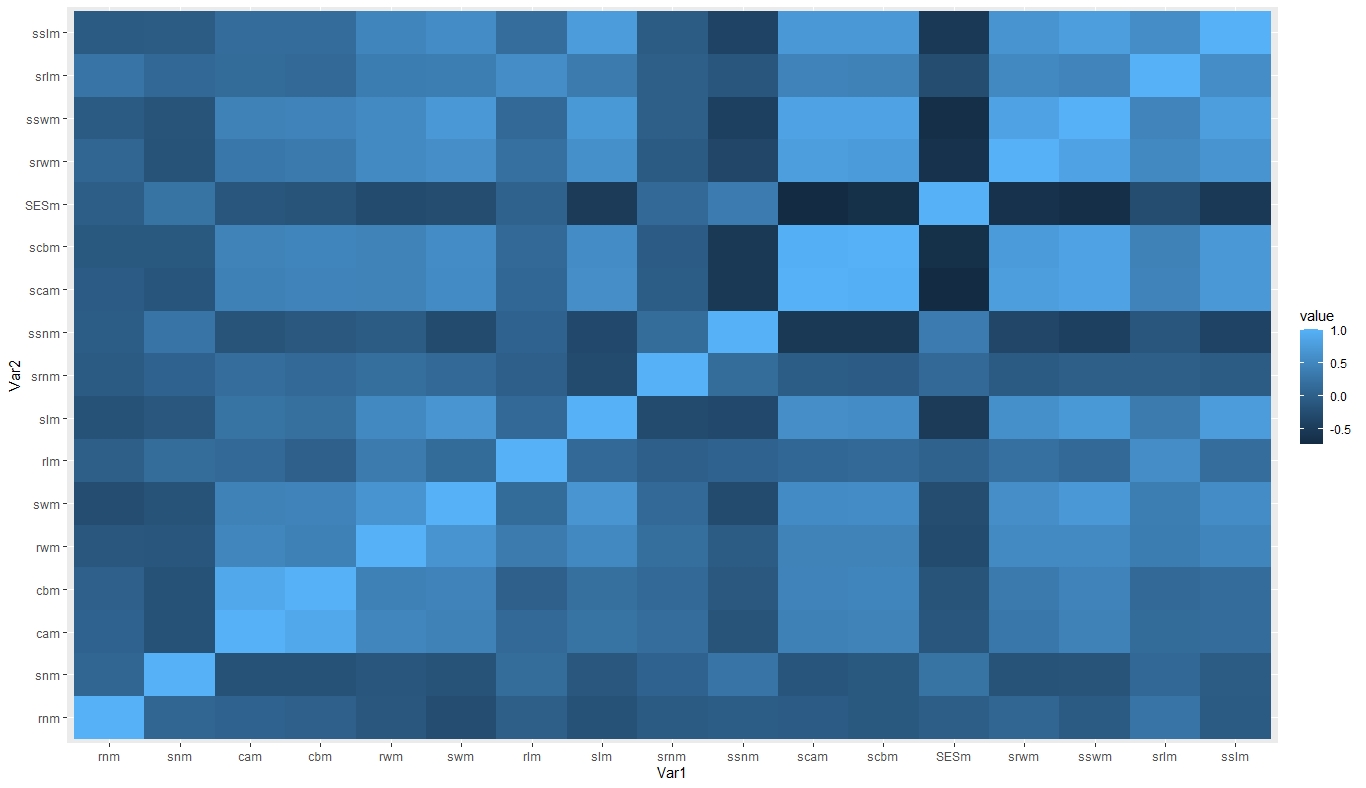 sslm
srlm
sswm
srwm
SESm
scbm
scam
ssnm
srnm
slm
rlm
swm
rwm
cbm
cam
snm
rnm
Var2
rnm snm cam cbm rwm swm rlm slm srnm ssnm scam scbm SESm srwm sswm srlm sslm
Var1
value
1.0
0.5
0.0
-0.5